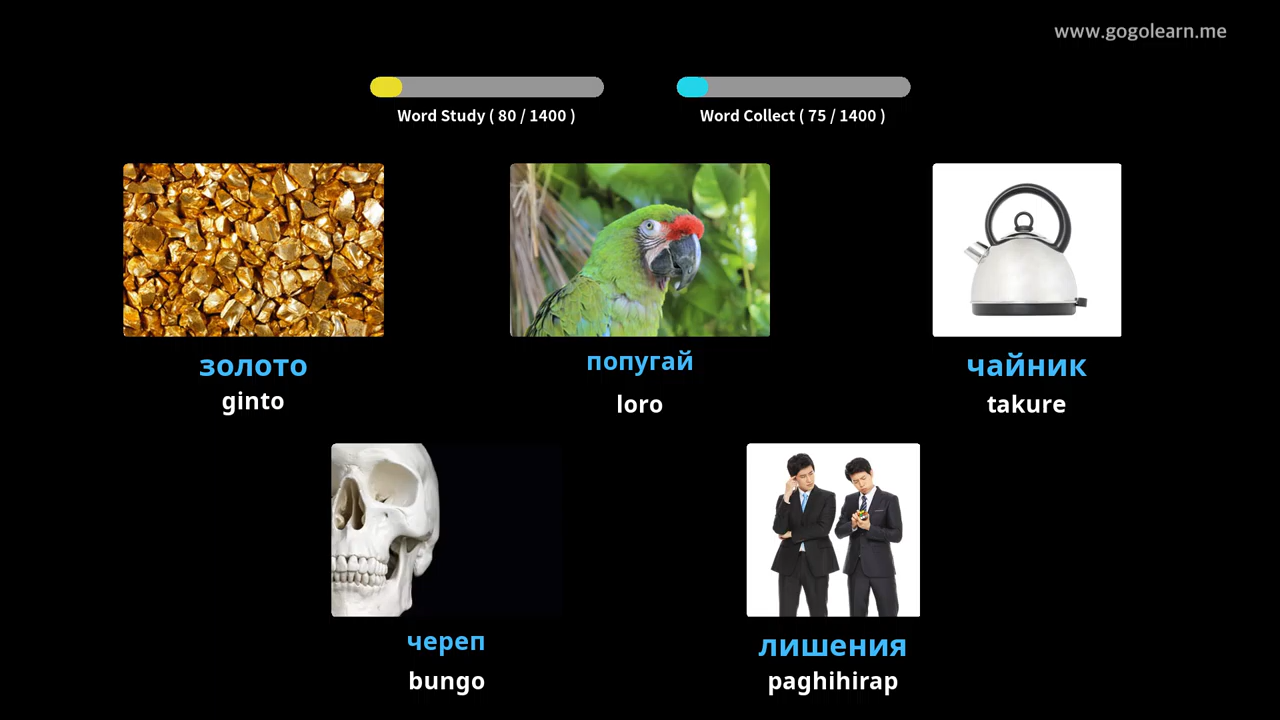 www.gogolearn.me
Word Study ( 80 / 1400 )
Word Collect ( 75 / 1400 )
золото
ginto
попугай
loro
чайник
takure
череп
bungo
лишения
paghihirap